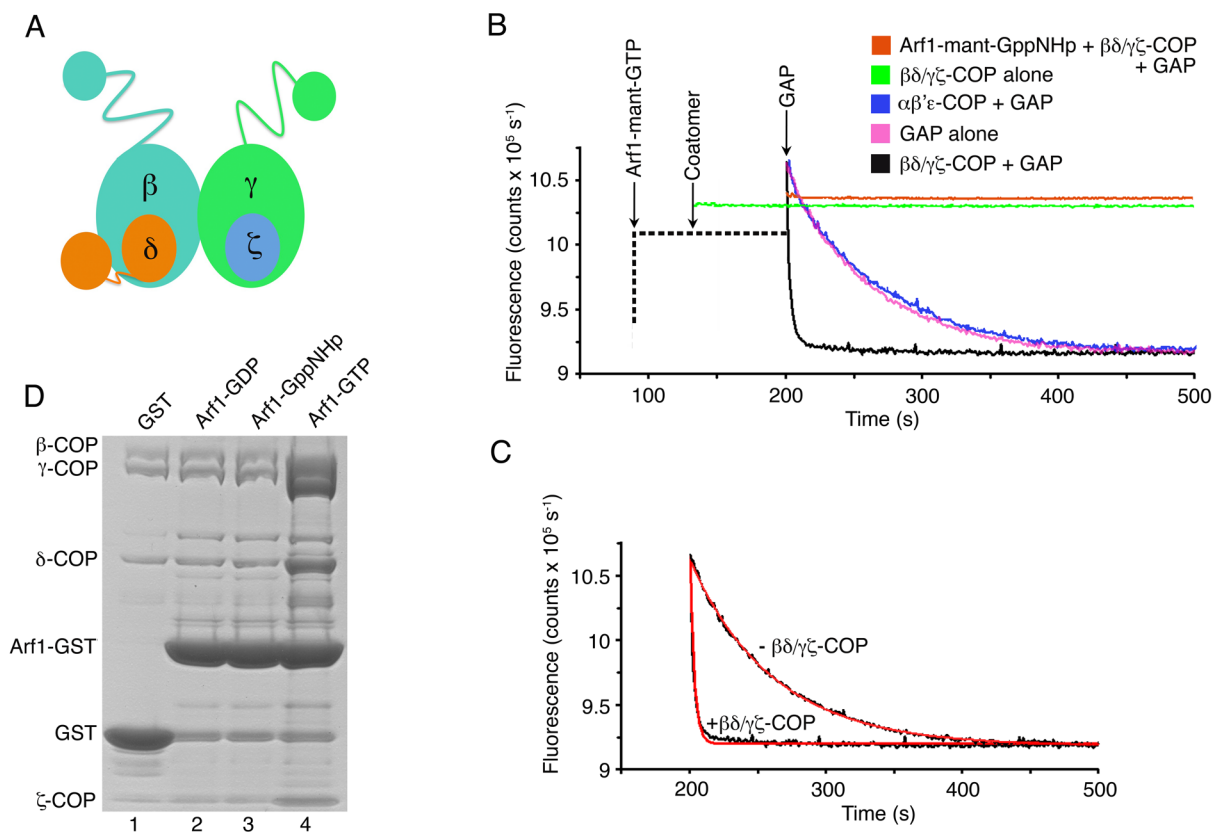 A
β
γ
δ
ζ
B
Arf1-mant-GppNHp + βδ/γζ-COP
+ GAP
βδ/γζ-COP alone
αβ'ε-COP + GAP
GAP alone
βδ/γζ-COP + GAP
Arf1-mant-GTP
Coatomer
GAP
Fluorescence (counts x 10⁵ s⁻¹)
10.5
10
9.5
9
100
200
300
400
500
Time (s)
C
Fluorescence (counts x 10⁵ s⁻¹)
10.5
10
9.5
9
- βδ/γζ-COP
+βδ/γζ-COP
200
300
400
500
Time (s)
D
GST
Arf1-GDP
Arf1-GppNHp
Arf1-GTP
β-COP
γ-COP
δ-COP
Arf1-GST
GST
ζ-COP
1 2 3 4